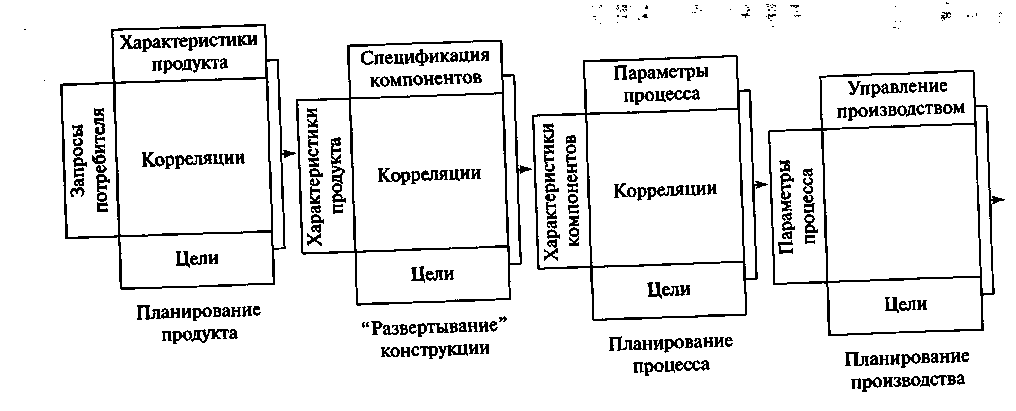 Характеристики
продукта
Запросы
потребителя
Корреляции
Цели
Планирование
продукта
Спецификация
компонентов
Характеристики
продукта
Корреляции
Цели
“Развертывание”
конструкции
Параметры
процесса
Характеристики
компонентов
Корреляции
Цели
Планирование
процесса
Управление
производством
Параметры
процесса
Цели
Планирование
производства